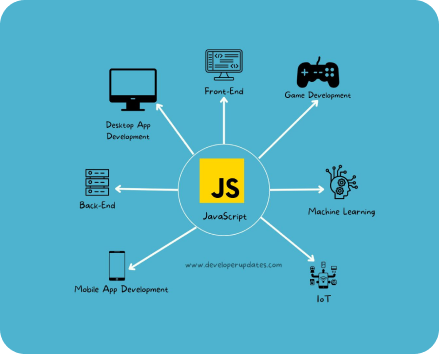 Front-End
Game Development
Desktop App
Development
JS
JavaScript
Back-End
Machine Learning
www.developerupdates.com
Mobile App Development
IoT